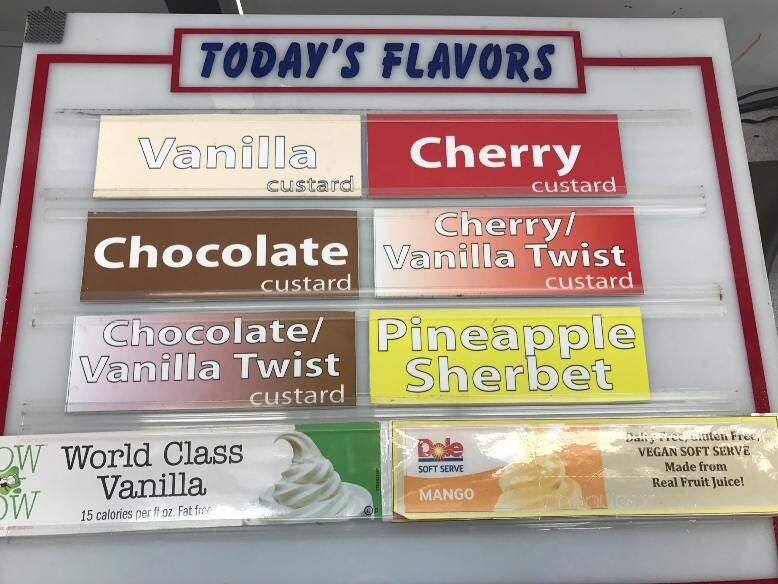 TODAY'S FLAVORS
Vanilla
custard
Cherry
custard
Chocolate
custard
Cherry/
Vanilla Twist
custard
Chocolate/
Vanilla Twist
custard
Pineapple
Sherbet
OW
OW
World Class
Vanilla
15 calories per fl oz. Fat free
Dole
SOFT SERVE
MANGO
Dairy Free, Gluten Free,
VEGAN SOFT SERVE
Made from
Real Fruit Juice!